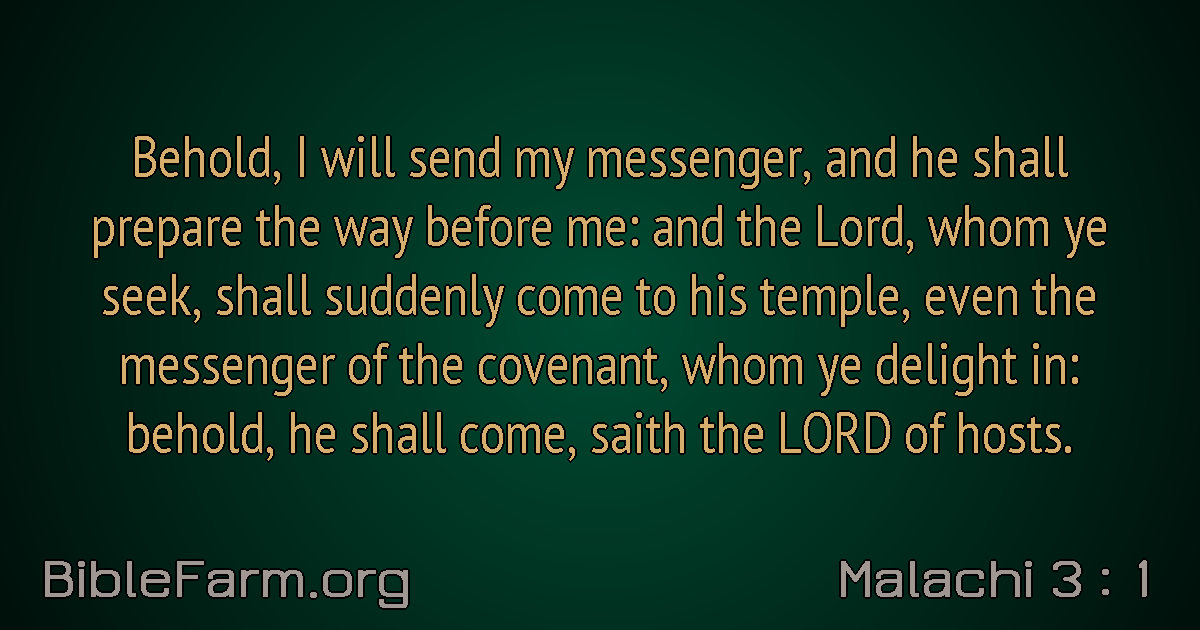 Behold, I will send my messenger, and he shall
prepare the way before me: and the Lord, whom ye
seek, shall suddenly come to his temple, even the
messenger of the covenant, whom ye delight in:
behold, he shall come, saith the LORD of hosts.
BibleFarm.org
Malachi 3 : 1